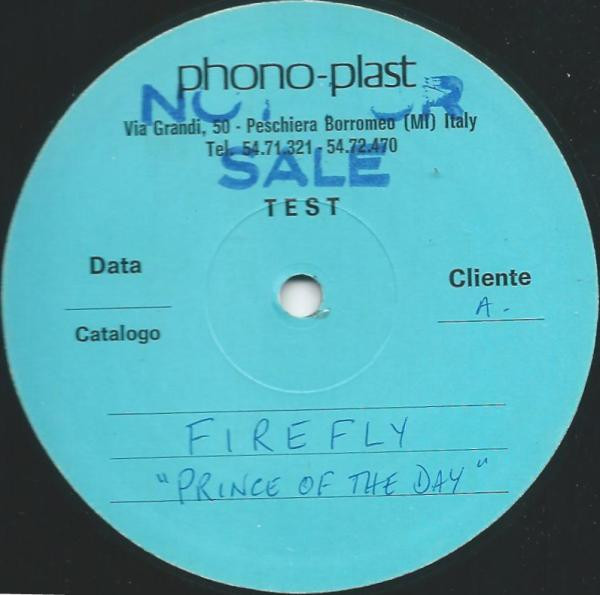 phono-plast
NOT FOR
Via Grandi, 50 - Peschiera Borromeo (MI) Italy
Tel. 54.71.321 - 54.72.470
SALE
TEST
Data
Cliente
A -
Catalogo
FIREFLY
"PRINCE OF THE DAY"